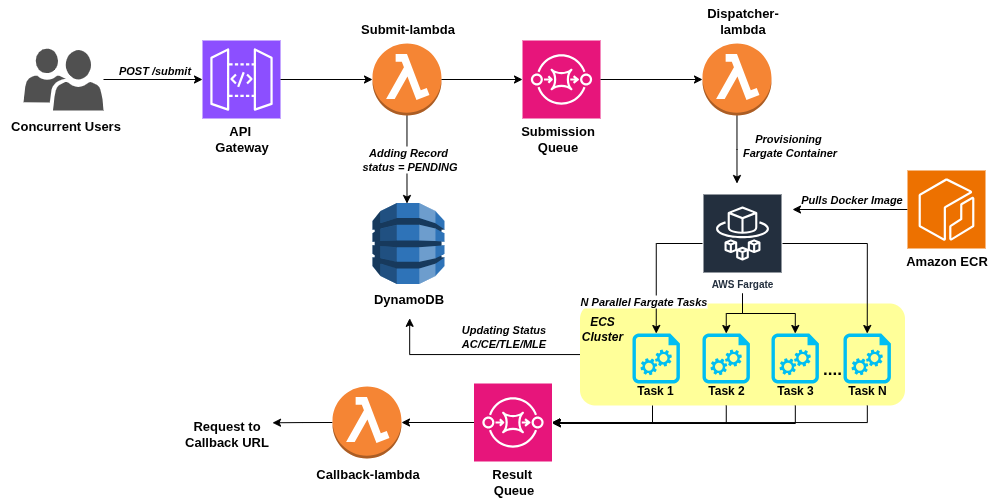 Dispatcher-
lambda
Submit-lambda
POST /submit
Concurrent Users
API
Gateway
Submission
Queue
Adding Record
status = PENDING
Provisioning
Fargate Container
Pulls Docker Image
Amazon ECR
DynamoDB
AWS Fargate
N Parallel Fargate Tasks
ECS
Cluster
Updating Status
AC/CE/TLE/MLE
Task 1
Task 2
Task 3
....
Task N
Request to
Callback URL
Callback-lambda
Result
Queue